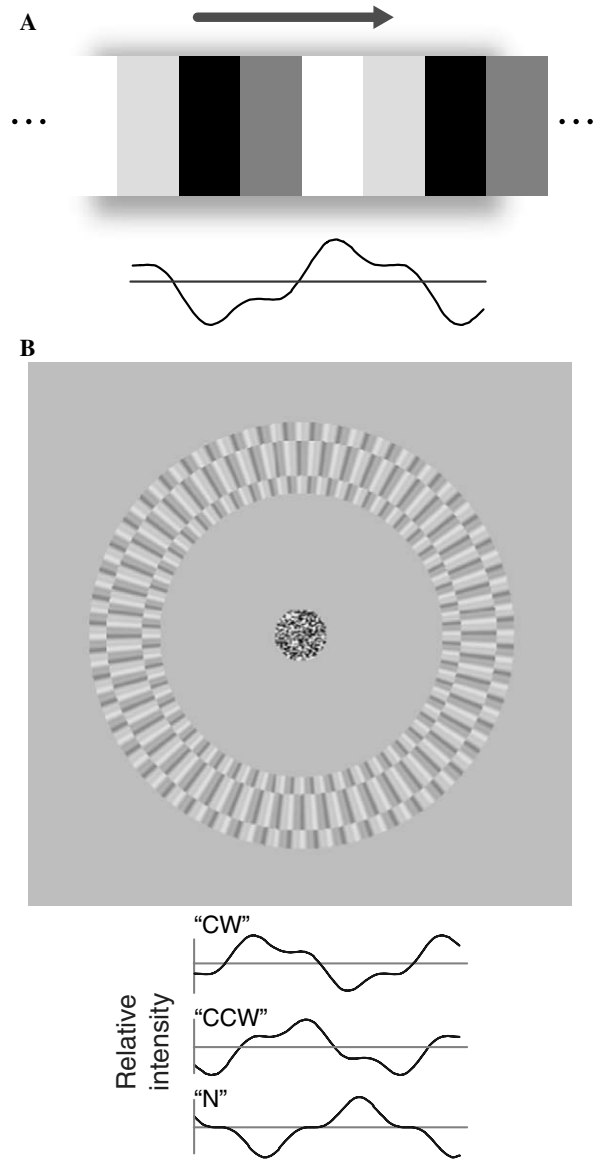 A
... ...
B
“CW”
“CCW”
“N”
Relative
intensity